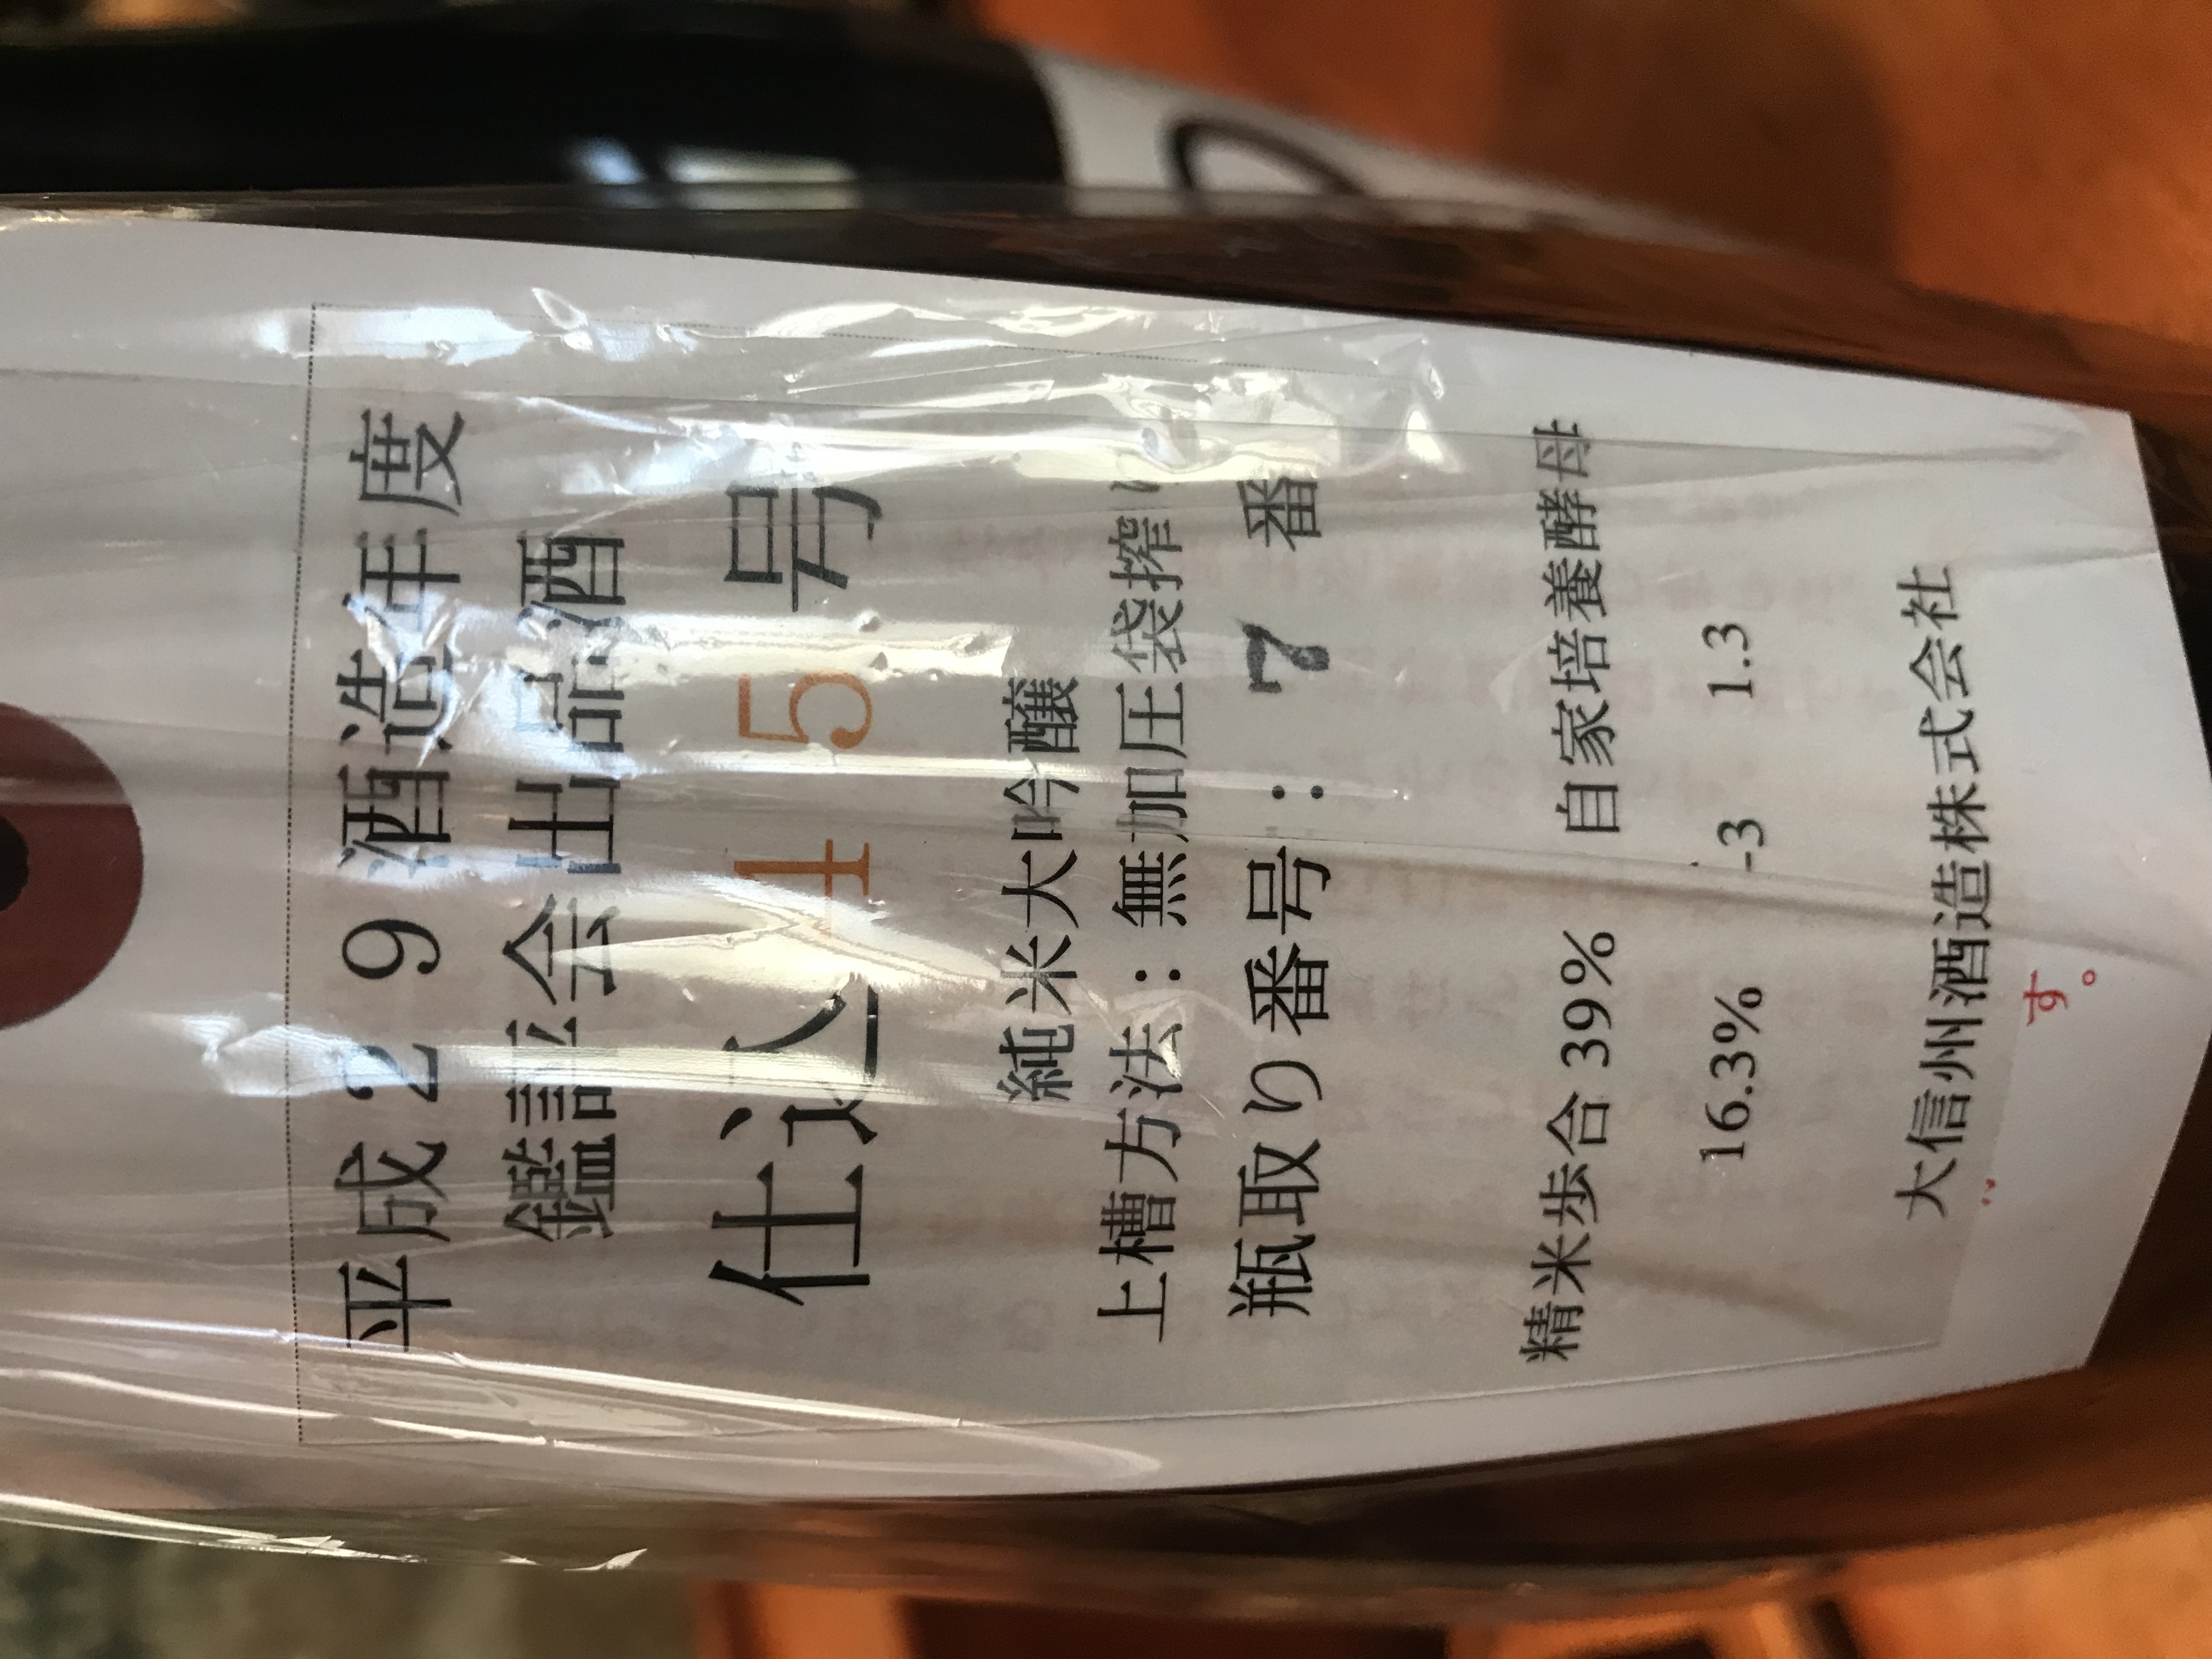 平成29酒造年度
鑑評会出品酒
仕込45号
純米大吟醸
上槽方法：無加圧袋搾り
瓶取り番号：7 番
精米歩合 39% 自家培養酵母
16.3% -3 1.3
大信州酒造株式会社
す。